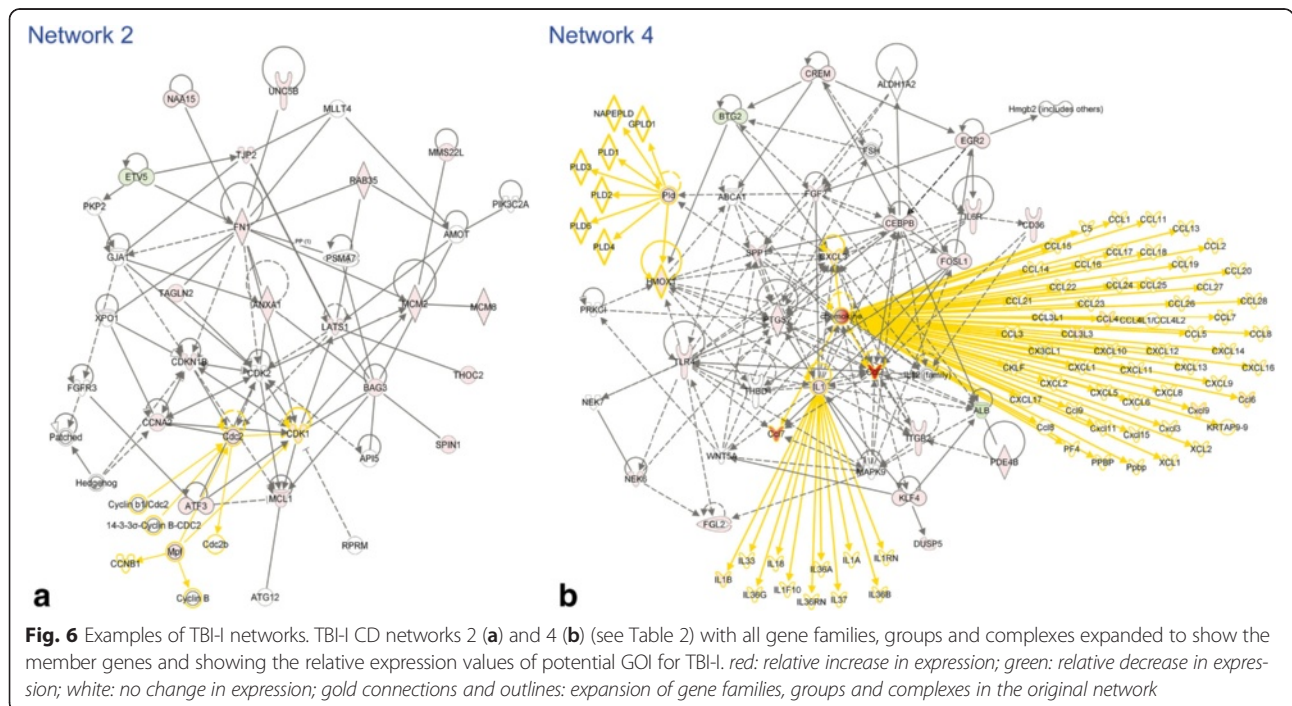 Network 2
Network 4
NAA15
UNC5B
MLLT4
TJP2
MMS22L
ETV5
RAB35
PKP2
PIK3C2A
FN1
PP (1)
AMOT
GJA1
PSMA7
TAGLN2
ANXA1
MCM2
MCM8
XPO1
LATS1
CDKN1B
CDK2
FGFR3
BAG3
THOC2
CCNA2
Patched
Cdc2
CDK1
SPIN1
API5
Hedgehog
Cyclin b1/Cdc2
ATF3
MCL1
14-3-3σ-Cyclin B-CDC2
Mpf
Cdc2b
RPRM
CCNB1
Cyclin B
ATG12
a
CREM
ALDH1A2
NAPEPLD
GPLD1
BTG2
Hmgb2 (includes others)
PLD1
FSH
EGR2
PLD3
PLD2
Pld
ABCA1
FGF2
CEBPB
IL6R
CD36
PLD4
SPP1
FOSL1
HMOX1
PRKCI
TLR4
IL1
THBD
NEK7
ALB
WNT5A
ITGB2
MAPK9
PDE4B
NEK6
KLF4
FGL2
DUSP5
C5
CCL1
CCL11
CCL15
CCL13
CCL17
CCL18
CCL2
CCL14
CCL16
CCL19
CCL20
CCL22
CCL24
CCL25
CCL27
CCL21
CCL23
CCL26
CCL28
CCL3L1
CCL4
CCL4L1/CCL4L2
CCL7
CCL3
CCL3L3
CCL5
CCL8
CX3CL1
CXCL10
CXCL12
CXCL14
CKLF
CXCL1
CXCL11
CXCL13
CXCL16
CXCL2
CXCL5
CXCL8
CXCL9
CXCL17
Ccl9
CXCL6
Cxcl9
Ccl6
Ccl8
Cxcl11
Cxcl15
Cxcl3
KRTAP9-9
PF4
PPBP
Ppbp
XCL1
XCL2
IL33
IL18
IL36A
IL1A
IL1RN
IL1B
IL36G
IL1F10
IL36RN
IL37
IL36B
b
Fig. 6 Examples of TBI-I networks. TBI-I CD networks 2 (a) and 4 (b) (see Table 2) with all gene families, groups and complexes expanded to show the
member genes and showing the relative expression values of potential GOI for TBI-I. red: relative increase in expression; green: relative decrease in expres-
sion; white: no change in expression; gold connections and outlines: expansion of gene families, groups and complexes in the original network